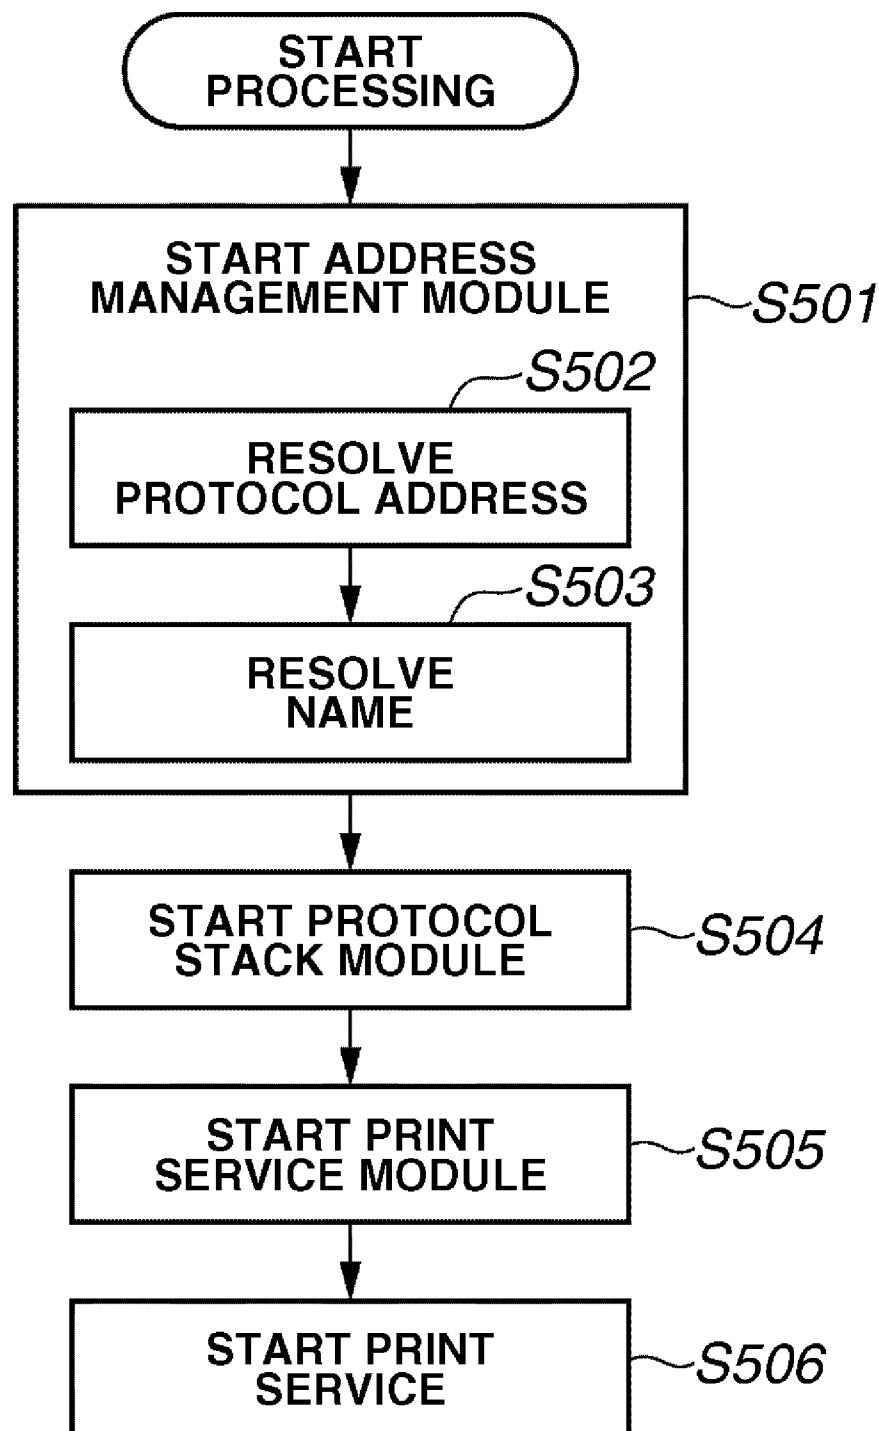 START
PROCESSING
START ADDRESS
MANAGEMENT MODULE
S501
S502
RESOLVE
PROTOCOL ADDRESS
S503
RESOLVE
NAME
START PROTOCOL
STACK MODULE
S504
START PRINT
SERVICE MODULE
S505
START PRINT
SERVICE
S506